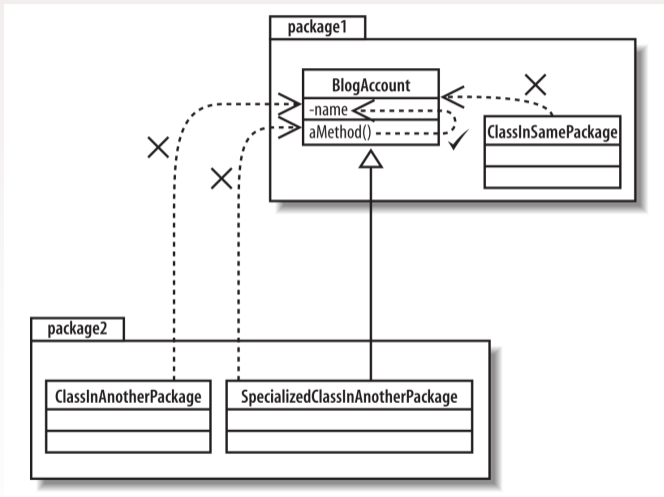 package1
BlogAccount
-name
aMethod()
ClassInSamePackage
package2
ClassInAnotherPackage
SpecializedClassInAnotherPackage